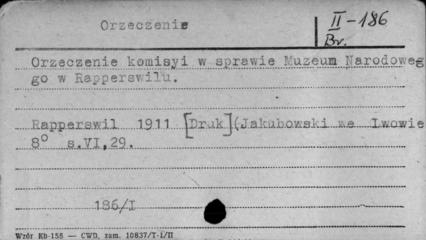 Orzeczenie
II-186
Br.
Orzeczenie komisyi w sprawie Muzeum Narodoweg
go w Rapperswilu.
Rapperswil 1911 [Druk](Jakubowski we Lwowie
8° s.VI,29.
186/I
Wzór Kb-155 — CWD, zam. 10837/T-i/II